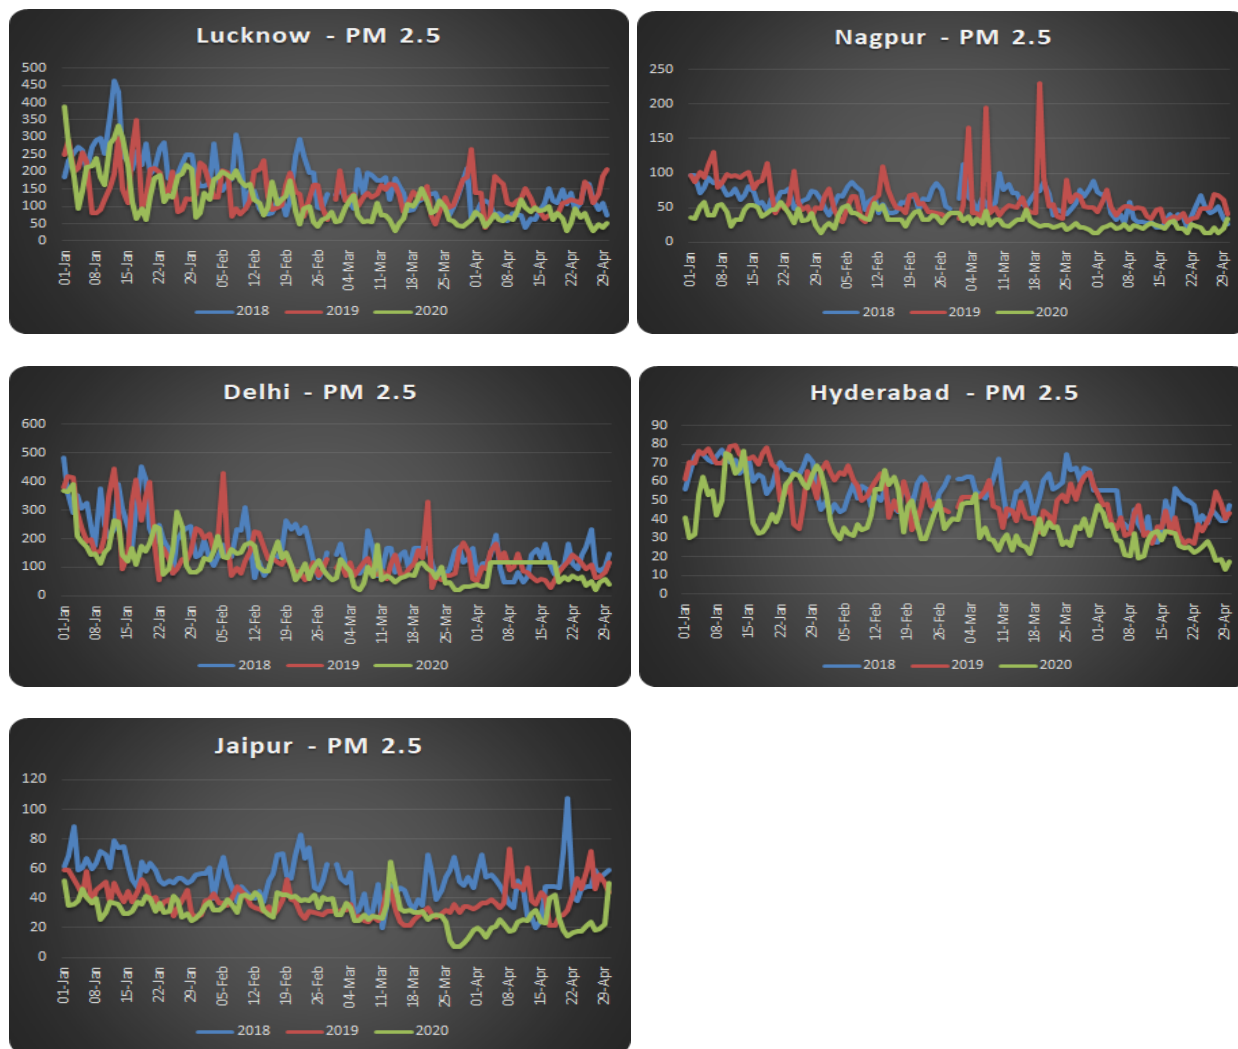 Lucknow - PM 2.5
500
450
400
350
300
250
200
150
100
50
0
01-Jan
08-Jan
15-Jan
22-Jan
29-Jan
05-Feb
12-Feb
19-Feb
26-Feb
04-Mar
11-Mar
18-Mar
25-Mar
01-Apr
08-Apr
15-Apr
22-Apr
29-Apr
2018 2019 2020
Nagpur - PM 2.5
250
200
150
100
50
0
01-Jan
08-Jan
15-Jan
22-Jan
29-Jan
05-Feb
12-Feb
19-Feb
26-Feb
04-Mar
11-Mar
18-Mar
25-Mar
01-Apr
08-Apr
15-Apr
22-Apr
29-Apr
2018 2019 2020
Delhi - PM 2.5
600
500
400
300
200
100
0
01-Jan
08-Jan
15-Jan
22-Jan
29-Jan
05-Feb
12-Feb
19-Feb
26-Feb
04-Mar
11-Mar
18-Mar
25-Mar
01-Apr
08-Apr
15-Apr
22-Apr
29-Apr
2018 2019 2020
Hyderabad - PM 2.5
90
80
70
60
50
40
30
20
10
0
01-Jan
08-Jan
15-Jan
22-Jan
29-Jan
05-Feb
12-Feb
19-Feb
26-Feb
04-Mar
11-Mar
18-Mar
25-Mar
01-Apr
08-Apr
15-Apr
22-Apr
29-Apr
2018 2019 2020
Jaipur - PM 2.5
120
100
80
60
40
20
0
01-Jan
08-Jan
15-Jan
22-Jan
29-Jan
05-Feb
12-Feb
19-Feb
26-Feb
04-Mar
11-Mar
18-Mar
25-Mar
01-Apr
08-Apr
15-Apr
22-Apr
29-Apr
2018 2019 2020